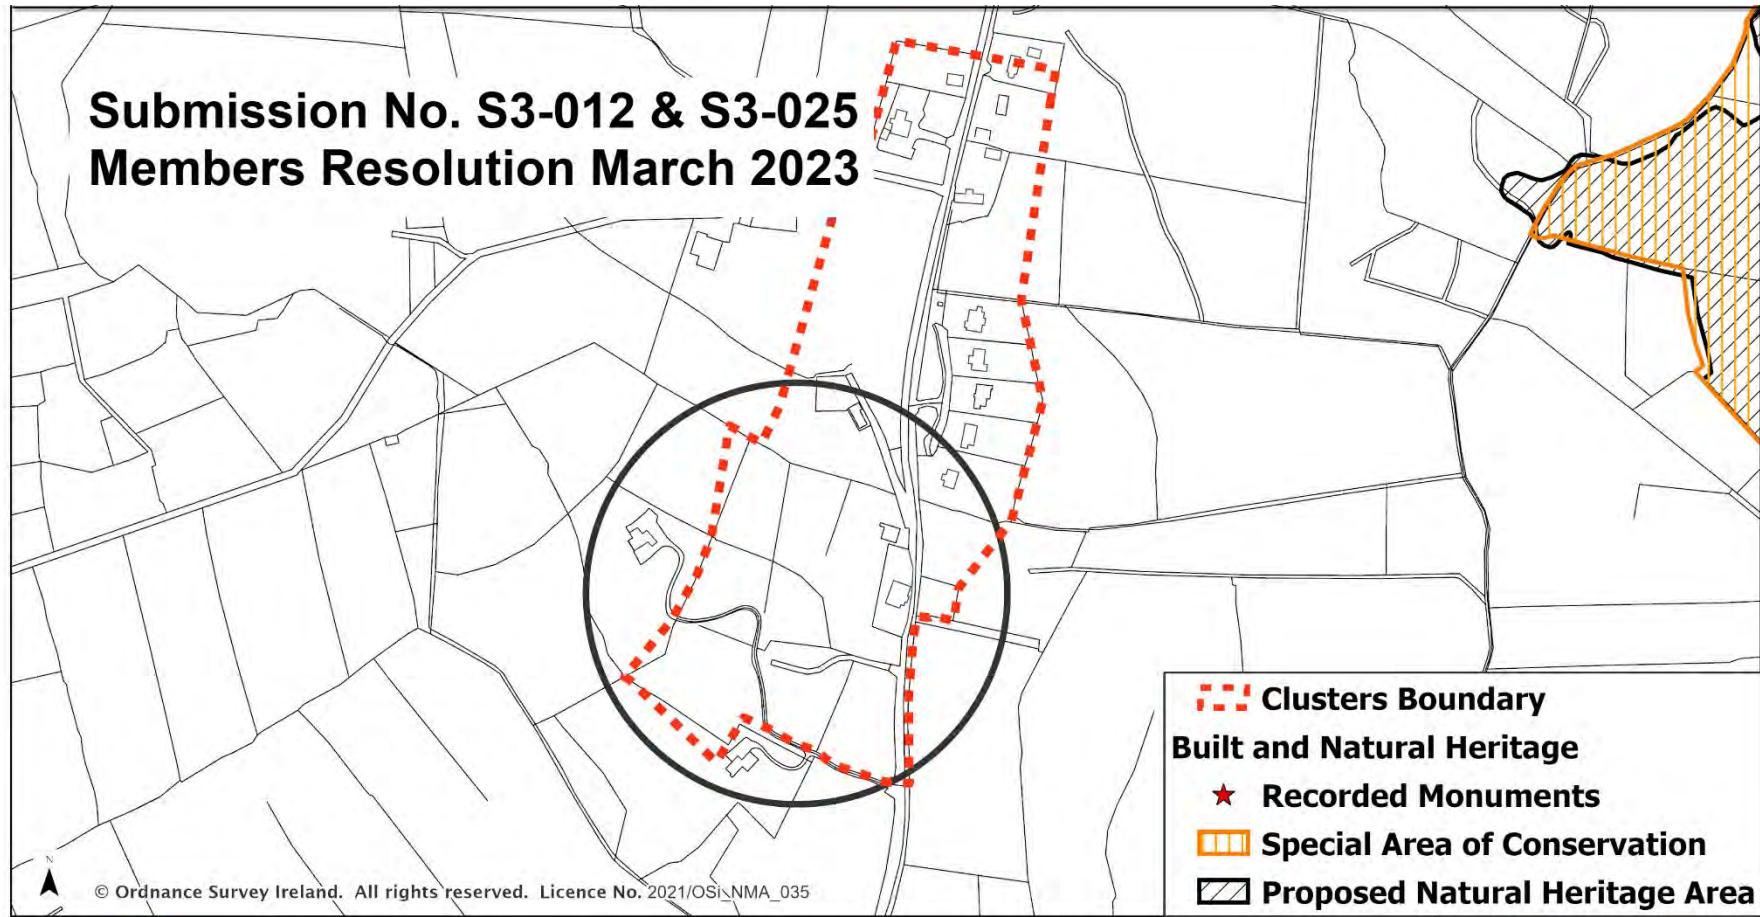 Submission No. S3-012 & S3-025
Members Resolution March 2023
Clusters Boundary
Built and Natural Heritage
Recorded Monuments
Special Area of Conservation
Proposed Natural Heritage Area
N
© Ordnance Survey Ireland. All rights reserved. Licence No. 2021/OSi_NMA_035